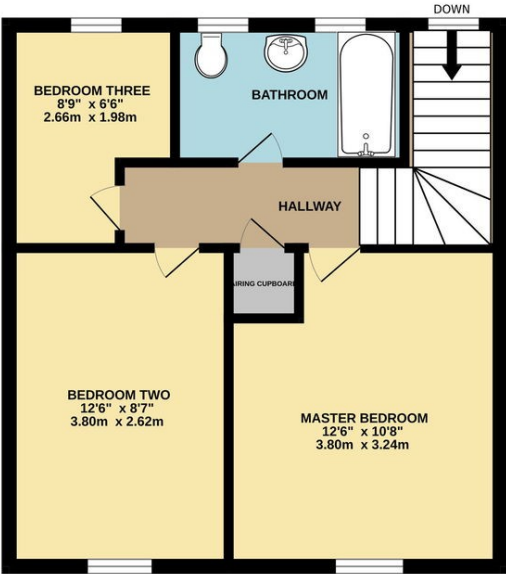 DOWN
BEDROOM THREE
8'9" x 6'6"
2.66m x 1.98m
BATHROOM
HALLWAY
AIRING CUPBOARD
BEDROOM TWO
12'6" x 8'7"
3.80m x 2.62m
MASTER BEDROOM
12'6" x 10'8"
3.80m x 3.24m